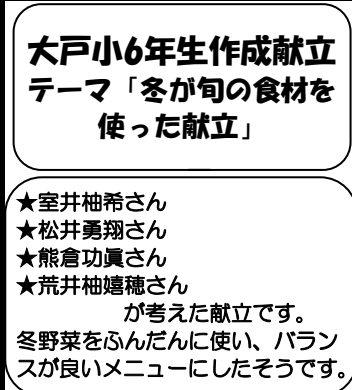 大戸小6年生作成献立
テーマ「冬が旬の食材を
使った献立」
★室井柚希さん
★松井勇翔さん
★熊倉功眞さん
★荒井柚嬉穂さん
が考えた献立です。
冬野菜をふんだんに使い、バラン
スが良いメニューにしたそうです。